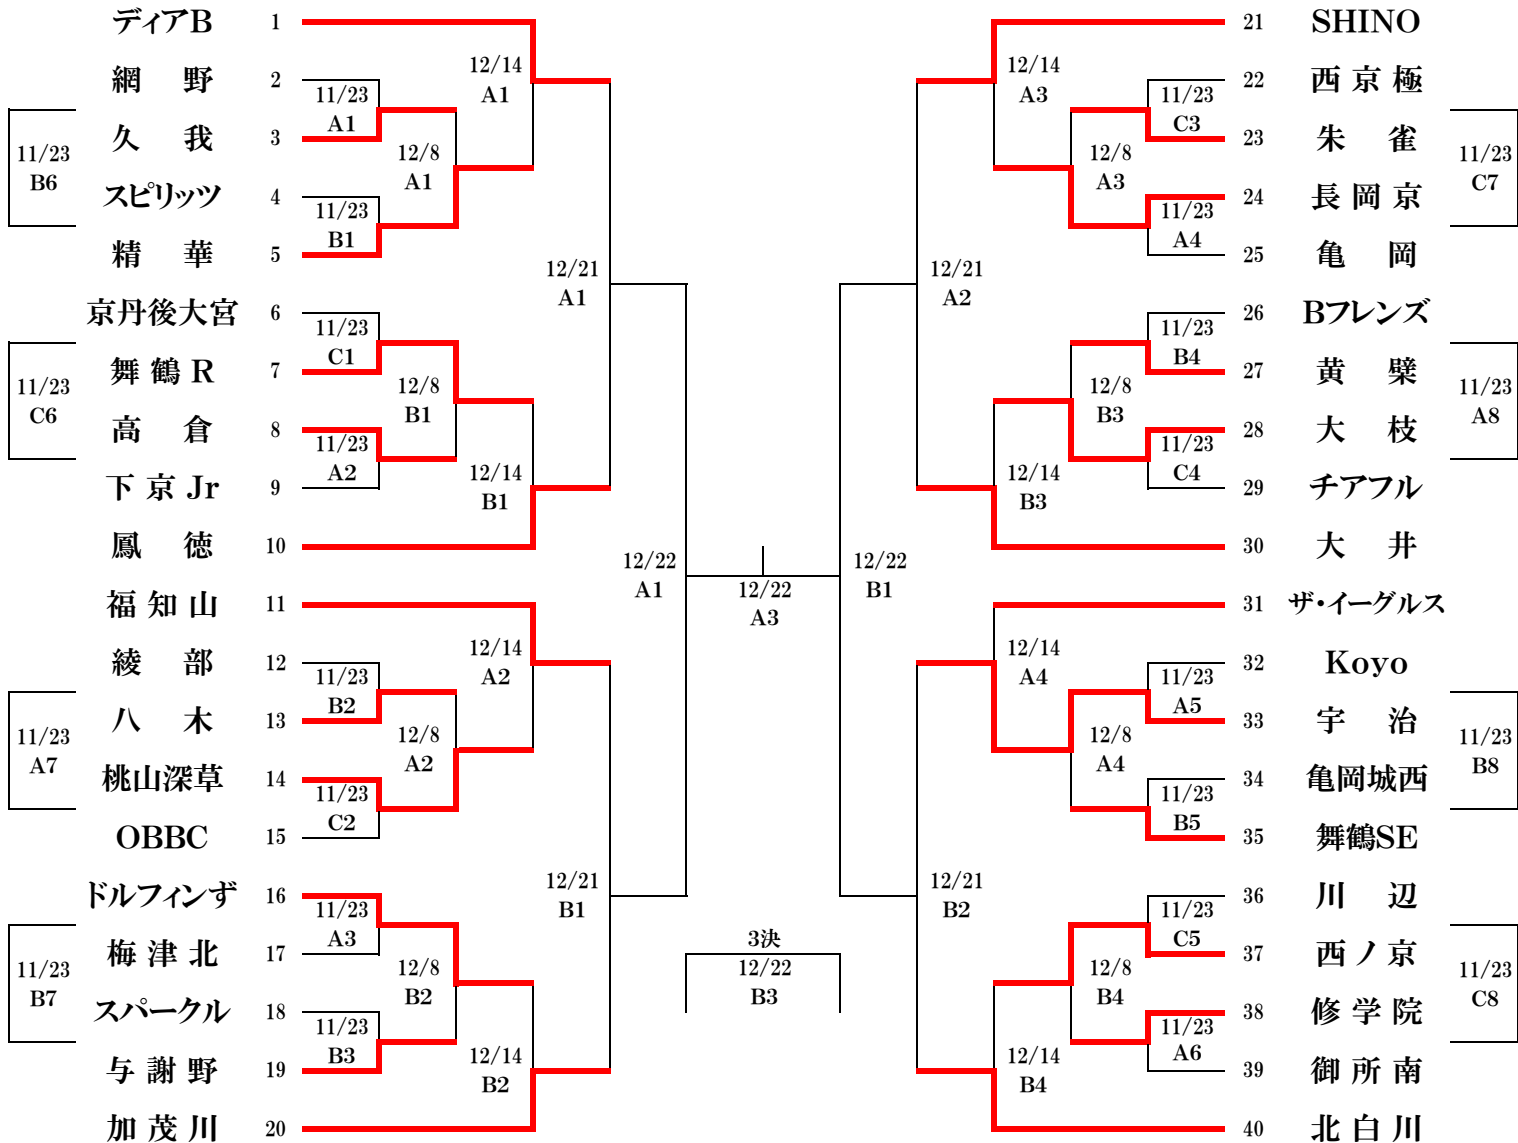 ディアB 1
網 野 2
久 我 3
スピリッツ 4
精 華 5
京丹後大宮 6
舞 鶴 R 7
高 倉 8
下 京 Jr 9
鳳 徳 10
福 知 山 11
綾 部 12
八 木 13
桃山深草 14
OBBC 15
ドルフィンず 16
梅 津 北 17
スパークル 18
与 謝 野 19
加 茂 川 20
11/23
B6
11/23
C6
11/23
A7
11/23
B7
11/23
A1
11/23
B1
11/23
C1
11/23
A2
11/23
B2
11/23
C2
11/23
A3
11/23
B3
12/8
A1
12/8
B1
12/8
A2
12/8
B2
12/14
A1
12/14
B1
12/14
A2
12/14
B2
12/21
A1
12/21
B1
12/22
A1
12/22
A3
3決
12/22
B3
12/22
B1
12/21
A2
12/21
B2
12/14
A3
12/14
B3
12/14
A4
12/14
B4
12/8
A3
12/8
B3
12/8
A4
12/8
B4
11/23
C3
11/23
A4
11/23
B4
11/23
C4
11/23
A5
11/23
B5
11/23
C5
11/23
A6
21 SHINO
22 西 京 極
23 朱 雀
24 長 岡 京
25 亀 岡
26 Bフレンズ
27 黄 檗
28 大 枝
29 チアフル
30 大 井
31 ザ・イーグルス
32 Koyo
33 宇 治
34 亀岡城西
35 舞鶴SE
36 川 辺
37 西 ノ 京
38 修 学 院
39 御 所 南
40 北 白 川
11/23
C7
11/23
A8
11/23
B8
11/23
C8